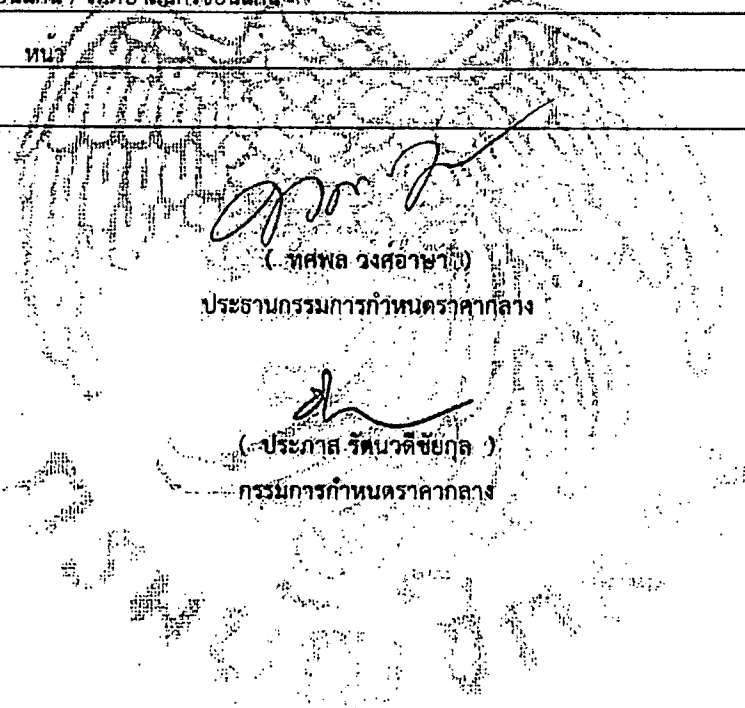 หน้า
( ทศพล วงศ์อาษา )
ประธานกรรมการกำหนดราคากลาง
( ประภาส รัตนวดีชัยกุล )
กรรมการกำหนดราคากลาง